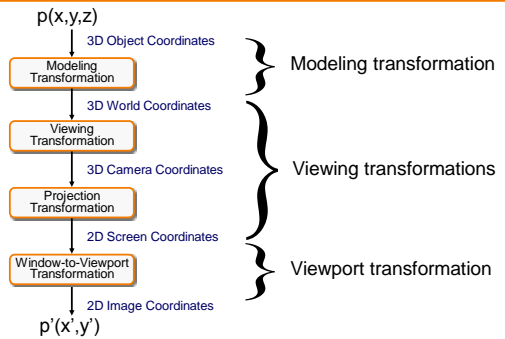 p(x,y,z)
3D Object Coordinates
Modeling
Transformation
Modeling transformation
3D World Coordinates
Viewing
Transformation
3D Camera Coordinates
Viewing transformations
Projection
Transformation
2D Screen Coordinates
Window-to-Viewport
Transformation
Viewport transformation
2D Image Coordinates
p’(x’,y’)